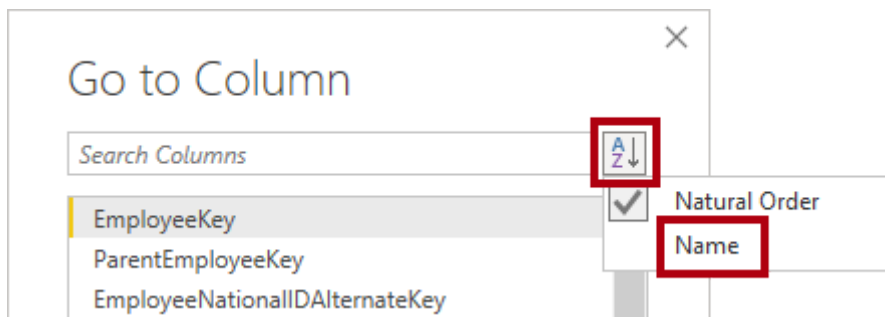 Go to Column
Search Columns
A
Z
Natural Order
EmployeeKey
Name
ParentEmployeeKey
EmployeeNationalIDAlternateKey